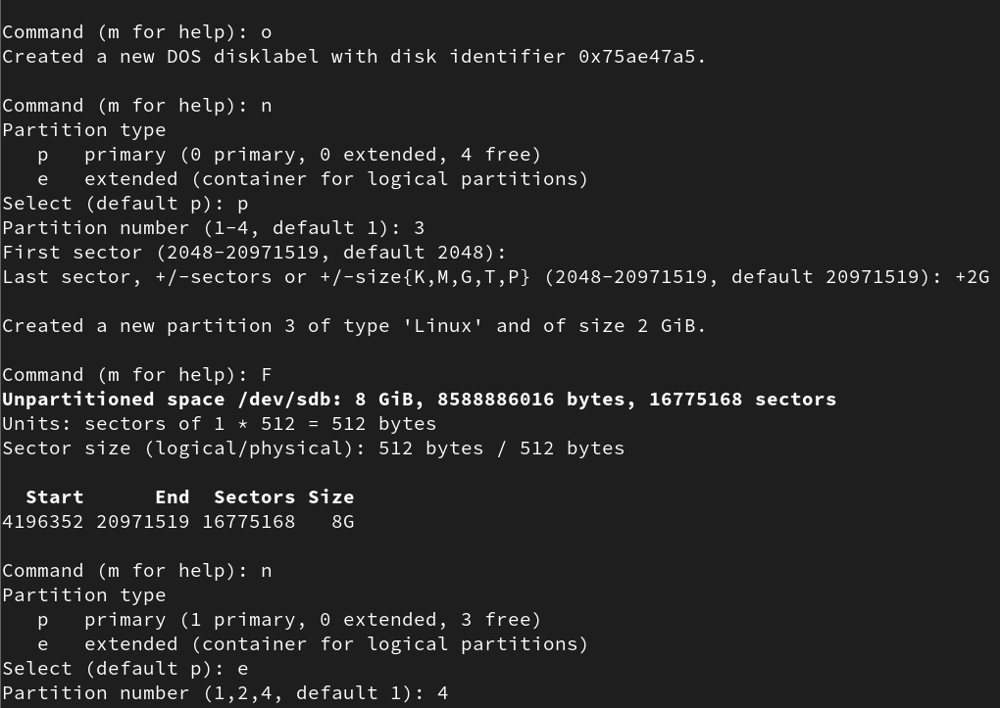 Command (m for help): o
Created a new DOS disklabel with disk identifier 0x75ae47a5.
Command (m for help): n
Partition type
   p   primary (0 primary, 0 extended, 4 free)
   e   extended (container for logical partitions)
Select (default p): p
Partition number (1-4, default 1): 3
First sector (2048-20971519, default 2048):
Last sector, +/-sectors or +/-size{K,M,G,T,P} (2048-20971519, default 20971519): +2G
Created a new partition 3 of type 'Linux' and of size 2 GiB.
Command (m for help): F
Unpartitioned space /dev/sdb: 8 GiB, 8588886016 bytes, 16775168 sectors
Units: sectors of 1 * 512 = 512 bytes
Sector size (logical/physical): 512 bytes / 512 bytes
  Start      End  Sectors Size
4196352 20971519 16775168   8G
Command (m for help): n
Partition type
   p   primary (1 primary, 0 extended, 3 free)
   e   extended (container for logical partitions)
Select (default p): e
Partition number (1,2,4, default 1): 4